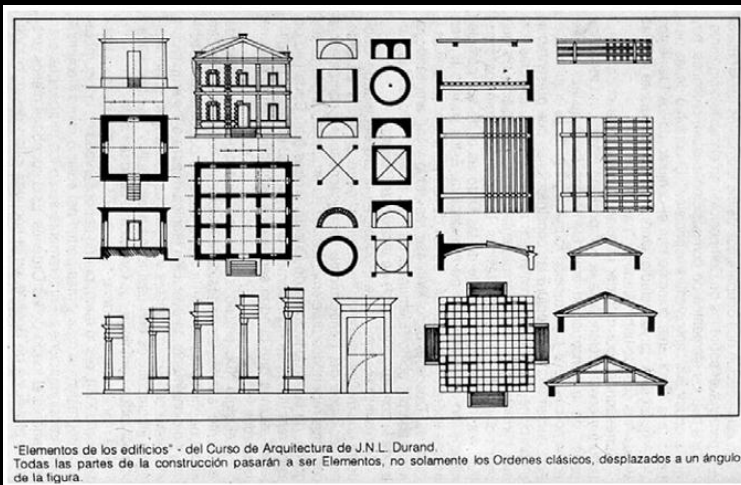 "Elementos de los edificios" - del Curso de Arquitectura de J.N.L. Durand.
Todas las partes de la construcción pasarán a ser Elementos, no solamente los Ordenes clásicos, desplazados a un ángulo
de la figura.